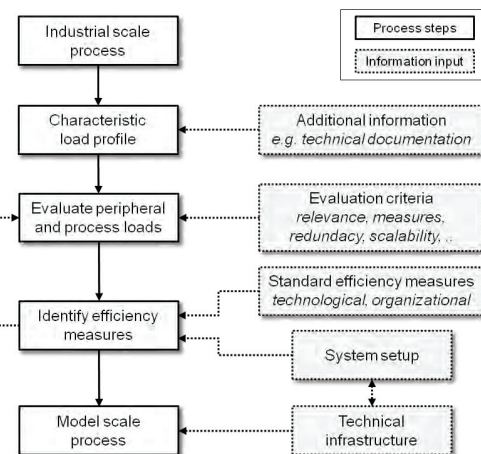 Industrial scale
process
Process steps
Information input
Characteristic
load profile
Additional information
e.g. technical documentation
Evaluate peripheral
and process loads
Evaluation criteria
relevance, measures,
redundancy, scalability, ..
Standard efficiency measures
technological, organizational
Identify efficiency
measures
System setup
Model scale
process
Technical
infrastructure